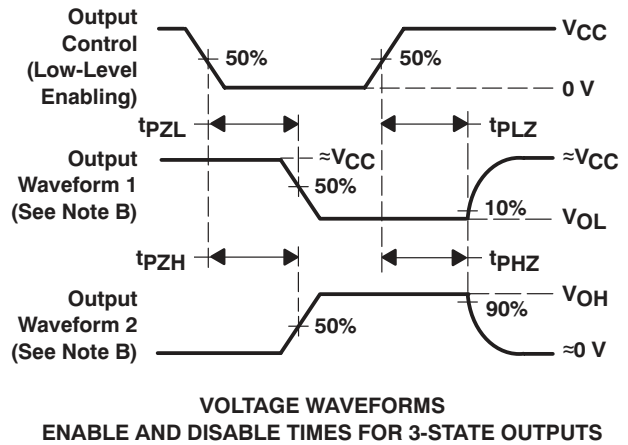 Output
Control
(Low-Level
Enabling)
50%
50%
VCC
0 V
tPZL
tPLZ
Output
Waveform 1
(See Note B)
≈VCC
50%
10%
≈VCC
VOL
tPZH
tPHZ
Output
Waveform 2
(See Note B)
50%
90%
VOH
≈0 V
VOLTAGE WAVEFORMS
ENABLE AND DISABLE TIMES FOR 3-STATE OUTPUTS